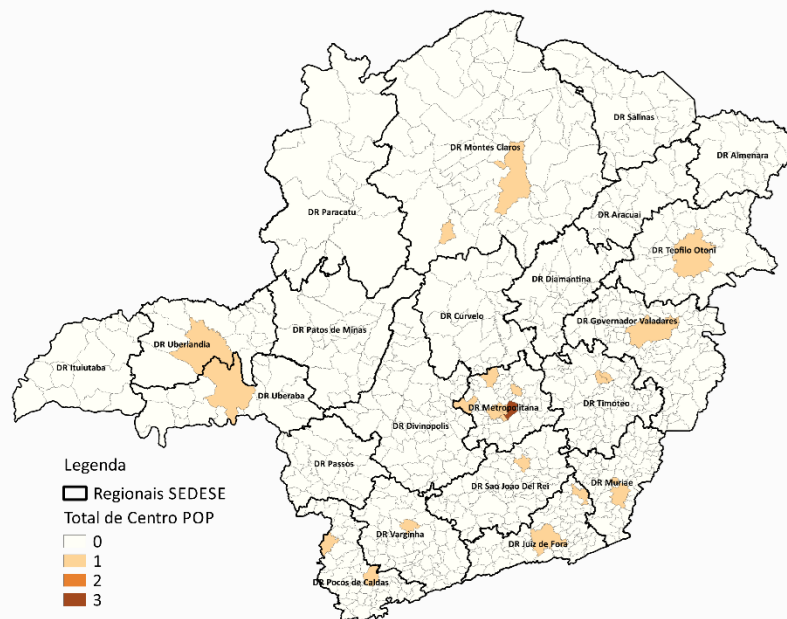 DR Salinas
DR Montes Claros
DR Almenara
DR Paracatu
DR Aracuai
DR Teofilo Otoni
DR Diamantina
DR Curvelo
DR Governador Valadares
DR Patos de Minas
DR Uberlandia
DR Ituiutaba
DR Uberaba
DR Metropolitana
DR Timoteo
DR Divinopolis
DR Passos
DR Muriae
DR Sao Joao Del Rei
DR Varginha
DR Juiz de Fora
DR Pocos de Caldas
Legenda
Regionais SEDESE
Total de Centro POP
0
1
2
3